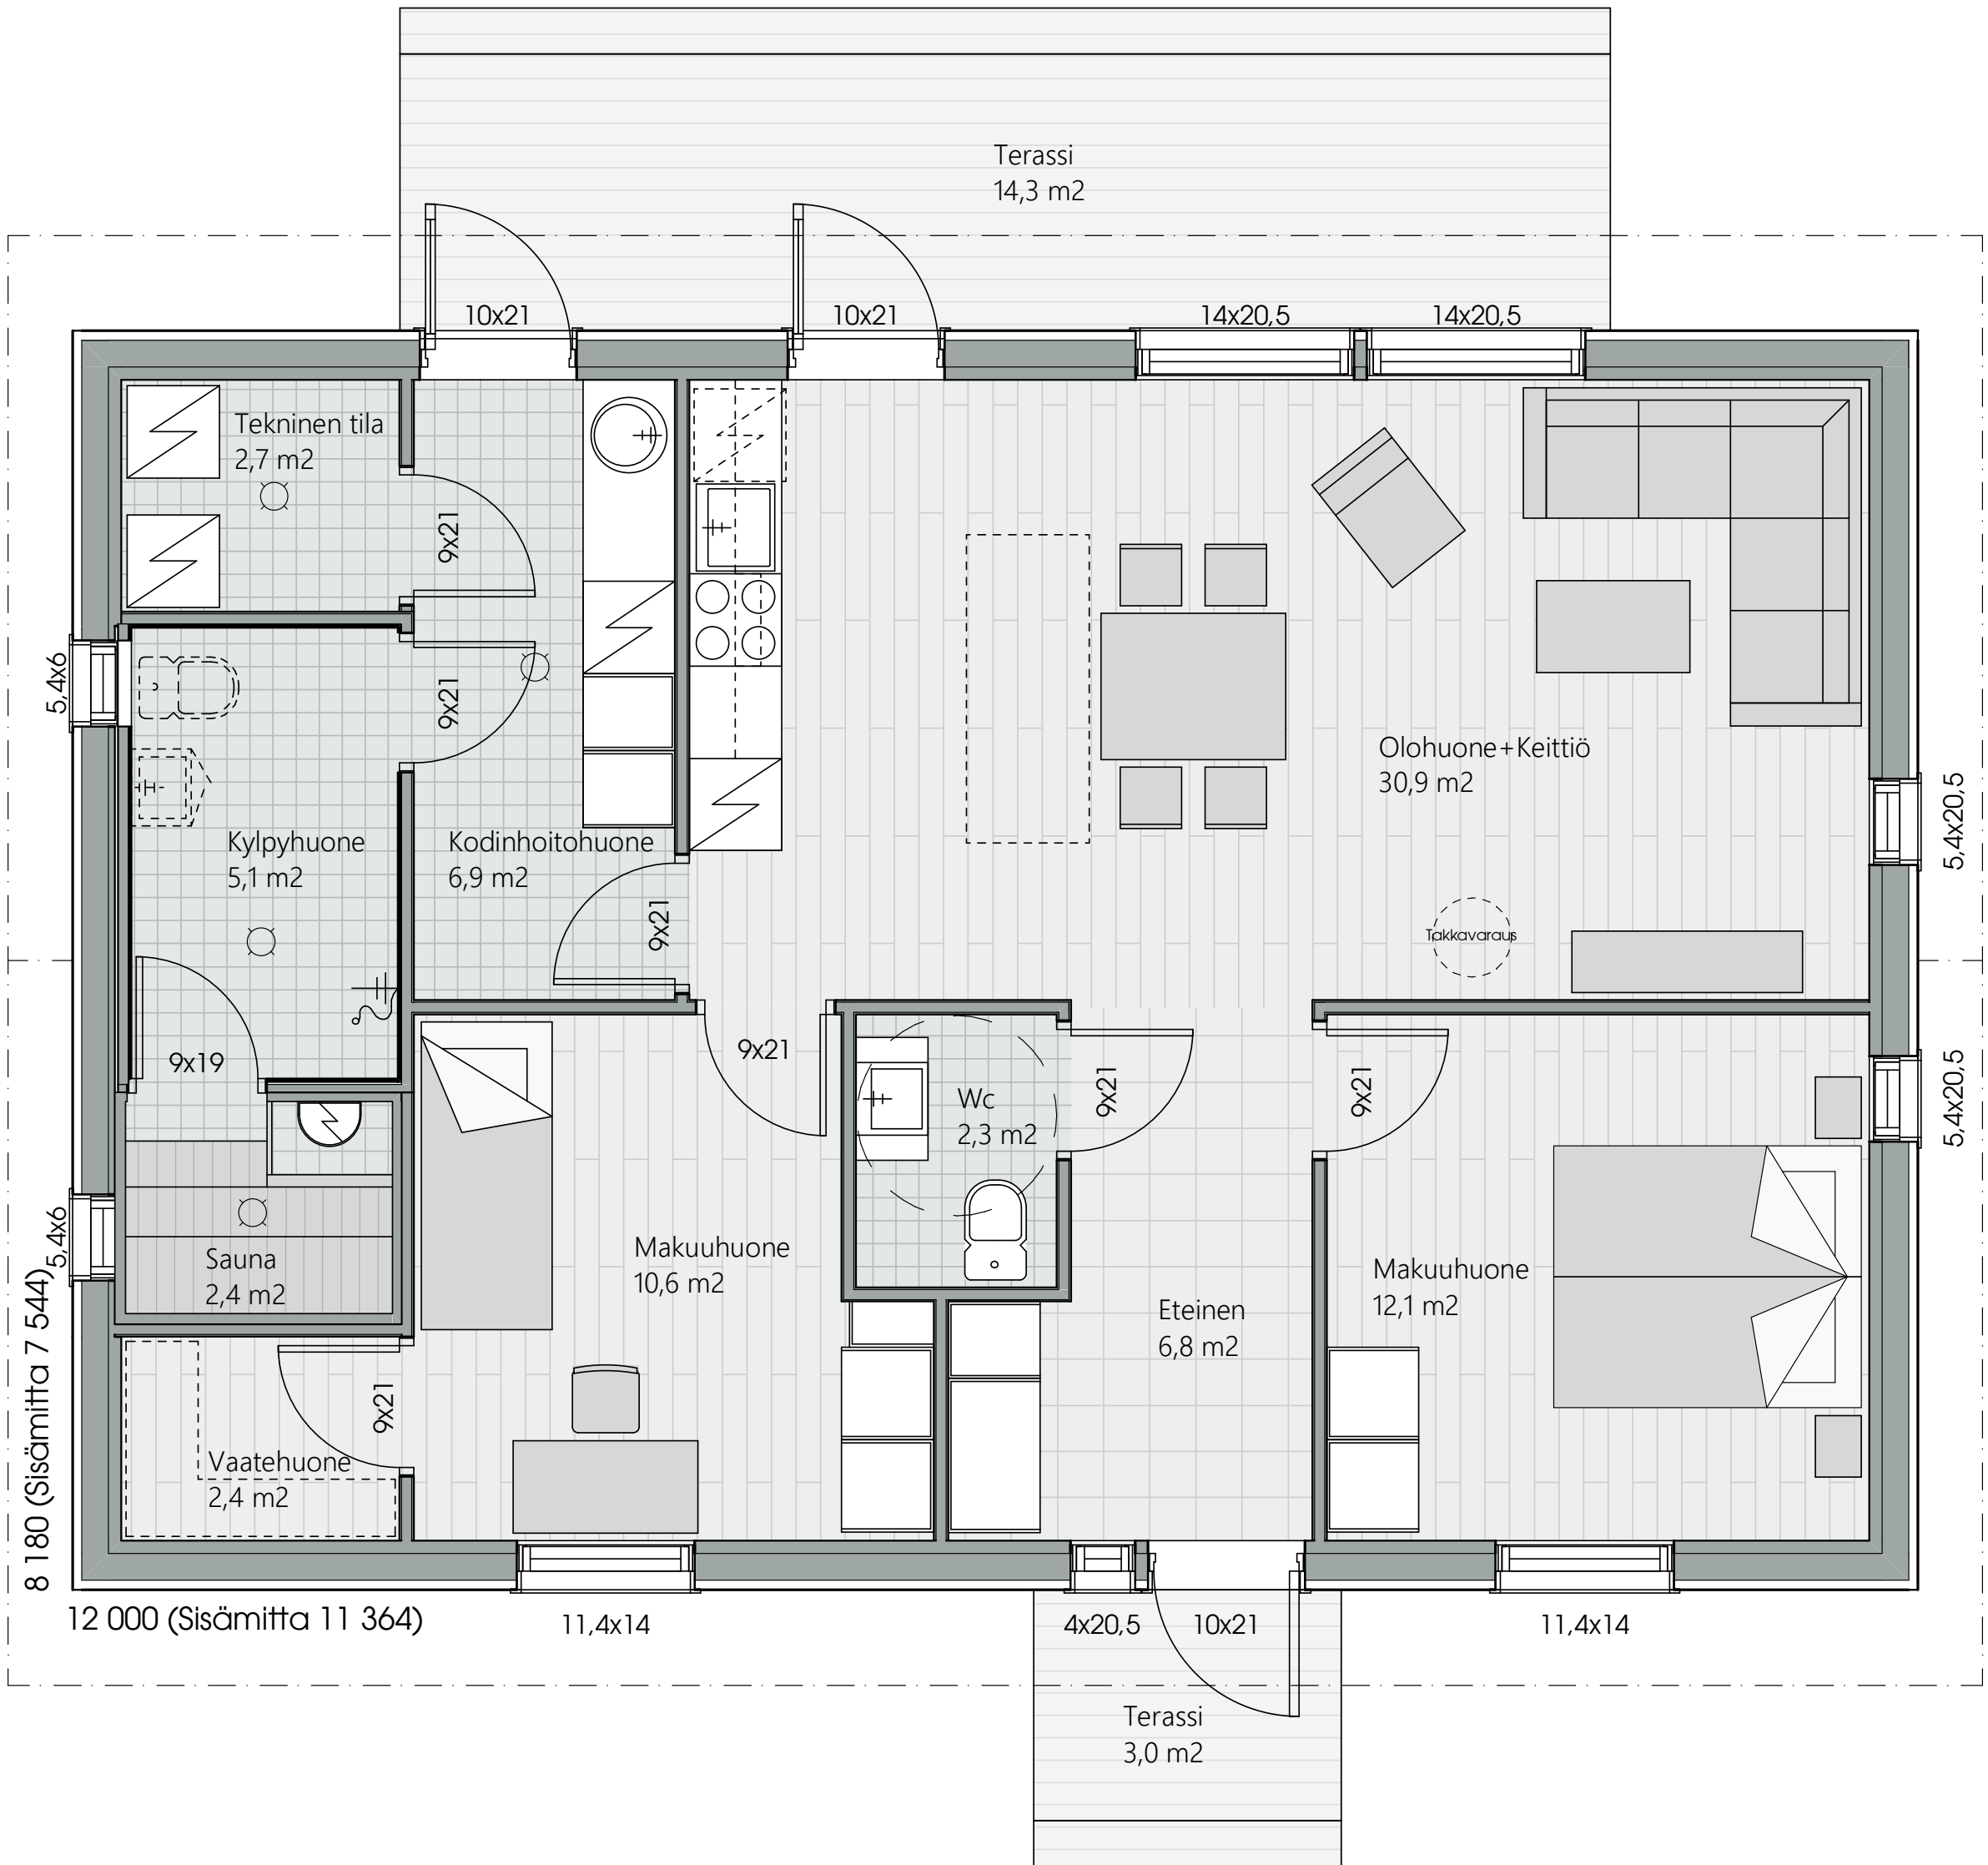 Terassi
14,3 m2
10x21
10x21
14x20,5
14x20,5
Tekninen tila
2,7 m2
9x21
5,4x6
9x21
Olohuone+Keittiö
30,9 m2
5,4x20,5
Kylpyhuone
5,1 m2
Kodinhoitohuone
6,9 m2
9x21
Takkavaraus
9x19
9x21
Wc
2,3 m2
9x21
9x21
5,4x20,5
5,4x6
Sauna
2,4 m2
Makuuhuone
10,6 m2
Eteinen
6,8 m2
Makuuhuone
12,1 m2
9x21
Vaatehuone
2,4 m2
8 180 (Sisämitta 7 544)
12 000 (Sisämitta 11 364)
11,4x14
4x20,5
10x21
11,4x14
Terassi
3,0 m2